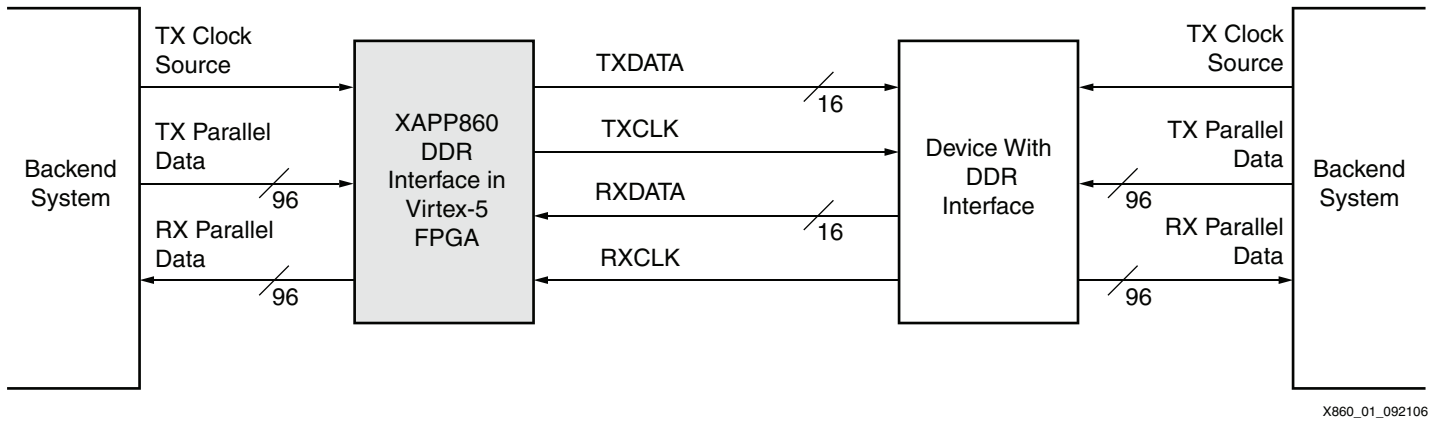 TX Clock
Source
TX Parallel
Data
96
RX Parallel
Data
96
Backend
System
XAPP860
DDR
Interface in
Virtex-5
FPGA
TXDATA
16
TXCLK
RXDATA
16
RXCLK
Device With
DDR
Interface
TX Clock
Source
TX Parallel
Data
96
RX Parallel
Data
96
Backend
System
X860_01_092106